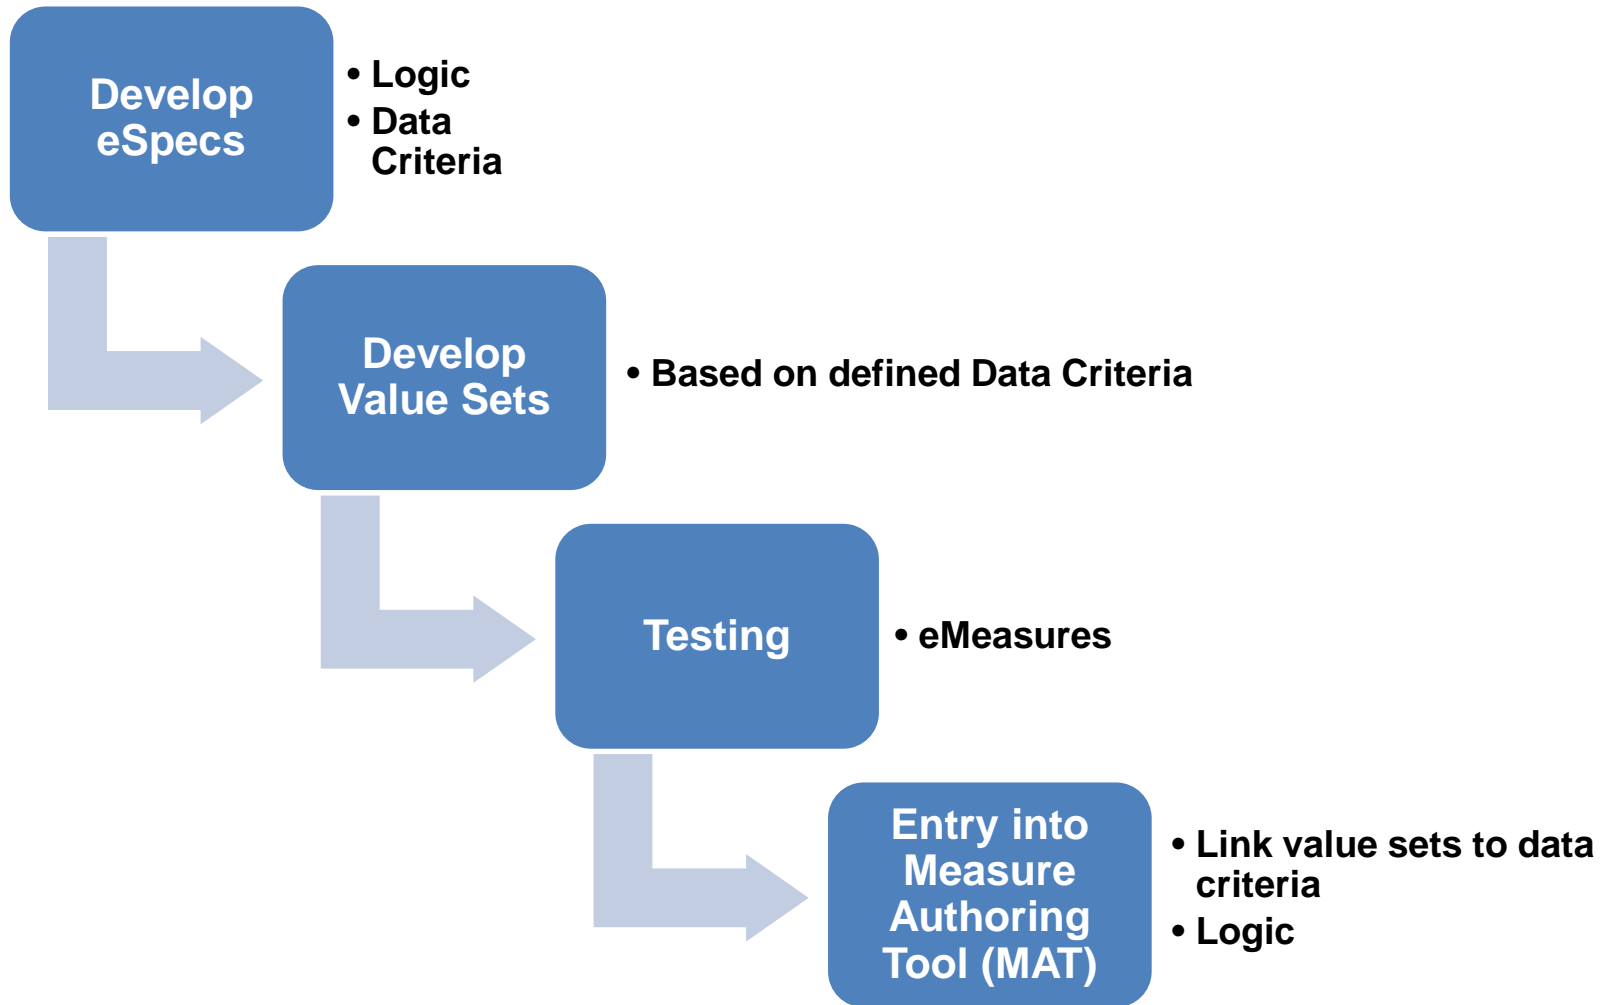 Develop
eSpecs
• Logic
• Data
Criteria
Develop
Value Sets
• Based on defined Data Criteria
Testing
• eMeasures
Entry into
Measure
Authoring
Tool (MAT)
• Link value sets to data
criteria
• Logic